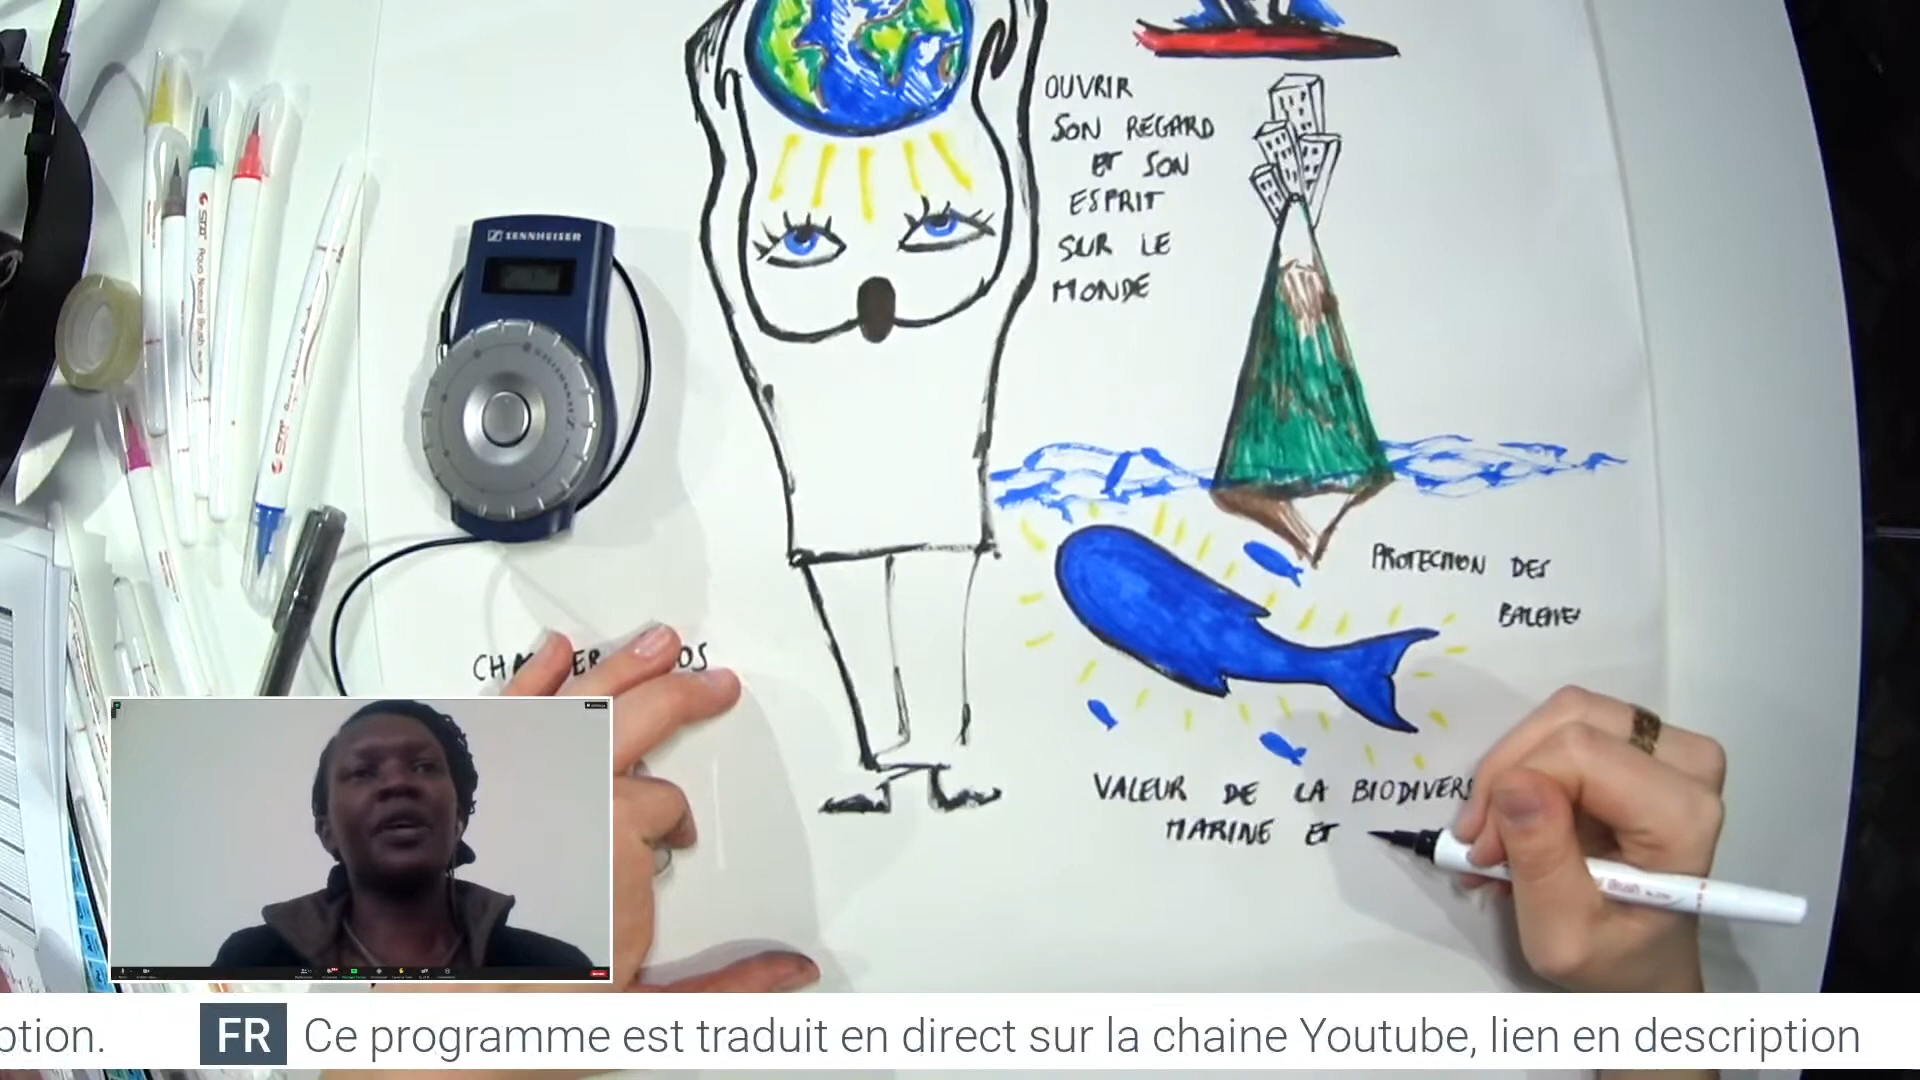 SENNHEISER
OUVRIR
SON REGARD
ET SON
ESPRIT
SUR LE
MONDE
PROTECTION DES
BALEINES
VALEUR DE LA BIODIVERS
MARINE ET
ption.
FR Ce programme est traduit en direct sur la chaine Youtube, lien en description